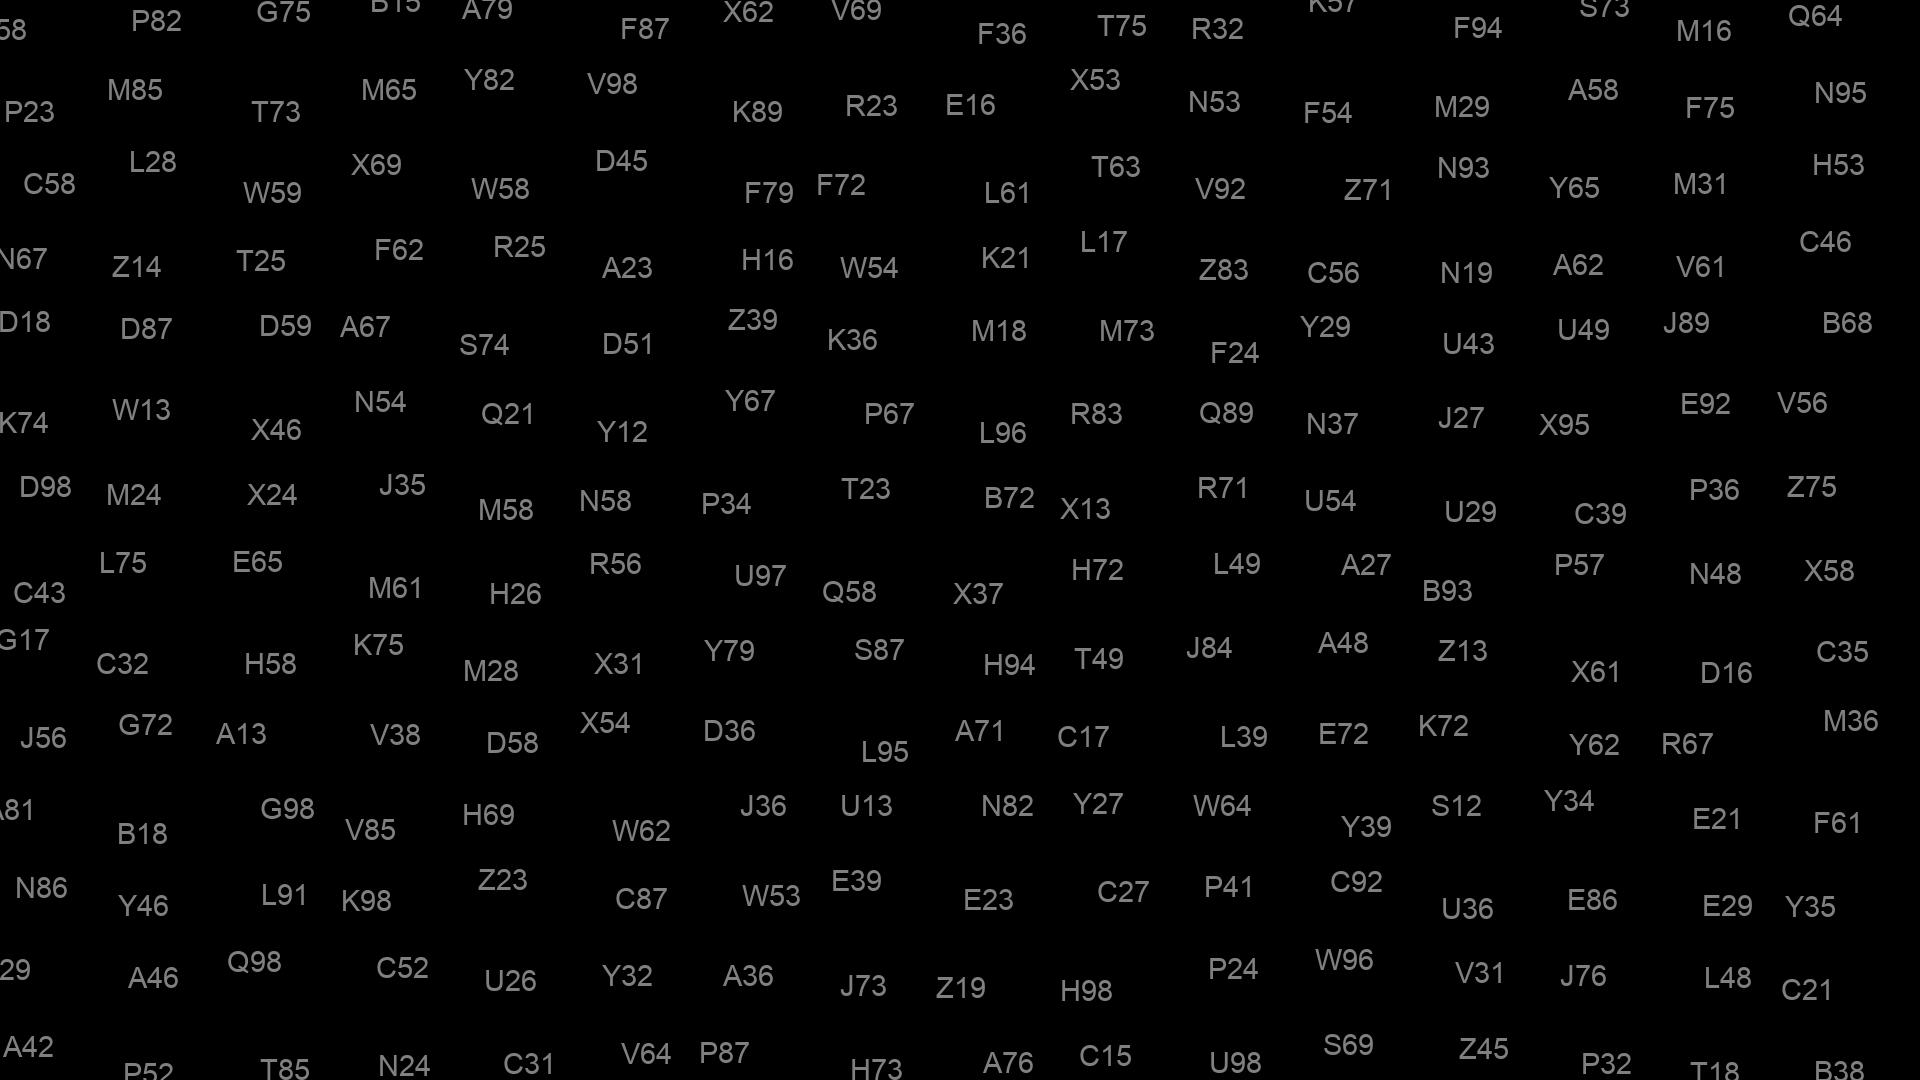 58 P82 G75 B15 A79 F87 X62 V69 F36 T75 R32 K57 F94 S73 M16 Q64
P23 M85 T73 M65 Y82 V98 K89 R23 E16 X53 N53 F54 M29 A58 F75 N95
C58 L28 W59 X69 W58 D45 F79 F72 L61 T63 V92 Z71 N93 Y65 M31 H53
N67 Z14 T25 F62 R25 A23 H16 W54 K21 L17 Z83 C56 N19 A62 V61 C46
D18 D87 D59 A67 S74 D51 Z39 K36 M18 M73 F24 Y29 U43 U49 J89 B68
K74 W13 X46 N54 Q21 Y12 Y67 P67 L96 R83 Q89 N37 J27 X95 E92 V56
D98 M24 X24 J35 M58 N58 P34 T23 B72 X13 R71 U54 U29 C39 P36 Z75
C43 L75 E65 M61 H26 R56 U97 Q58 X37 H72 L49 A27 B93 P57 N48 X58
G17 C32 H58 K75 M28 X31 Y79 S87 H94 T49 J84 A48 Z13 X61 D16 C35
J56 G72 A13 V38 D58 X54 D36 L95 A71 C17 L39 E72 K72 Y62 R67 M36
A81 B18 G98 V85 H69 W62 J36 U13 N82 Y27 W64 Y39 S12 Y34 E21 F61
N86 Y46 L91 K98 Z23 C87 W53 E39 E23 C27 P41 C92 U36 E86 E29 Y35
29 A46 Q98 C52 U26 Y32 A36 J73 Z19 H98 P24 W96 V31 J76 L48 C21
A42 P52 T85 N24 C31 V64 P87 H73 A76 C15 U98 S69 Z45 P32 T18 B38